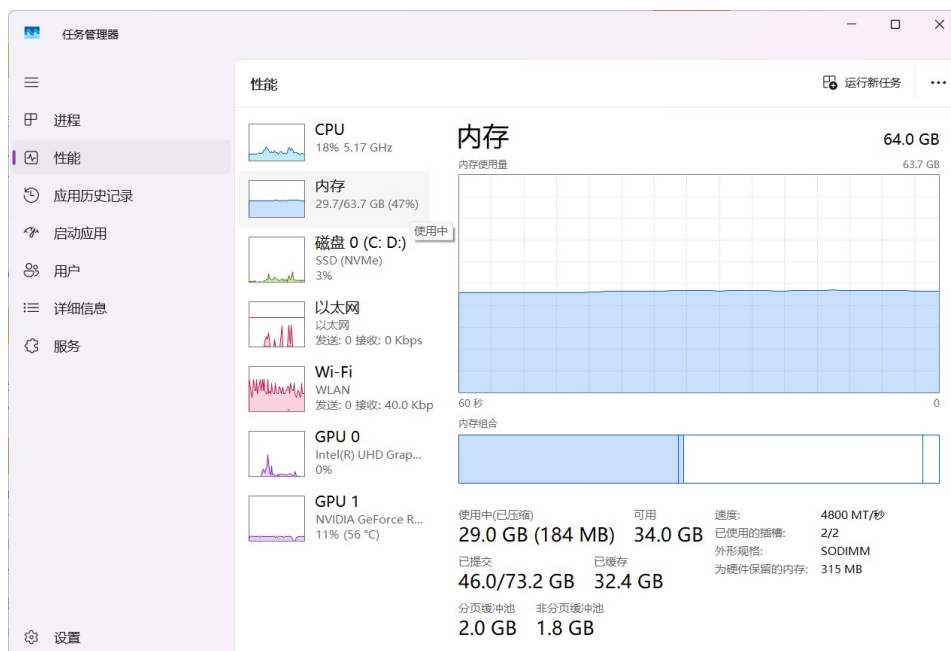 任务管理器
性能
运行新任务
进程
性能
应用历史记录
启动应用
用户
详细信息
服务
设置
CPU
18% 5.17 GHz
内存
29.7/63.7 GB (47%)
使用中
磁盘 0 (C: D:)
SSD (NVMe)
3%
以太网
以太网
发送: 0 接收: 0 Kbps
Wi-Fi
WLAN
发送: 0 接收: 40.0 Kbp
GPU 0
Intel(R) UHD Grap...
0%
GPU 1
NVIDIA GeForce R...
11% (56 °C)
内存 64.0 GB
内存使用量 63.7 GB
60 秒 0
内存组合
使用中(已压缩) 可用
29.0 GB (184 MB) 34.0 GB
已提交 已缓存
46.0/73.2 GB 32.4 GB
分页缓冲池 非分页缓冲池
2.0 GB 1.8 GB
速度: 4800 MT/秒
已使用的插槽: 2/2
外形规格: SODIMM
为硬件保留的内存: 315 MB